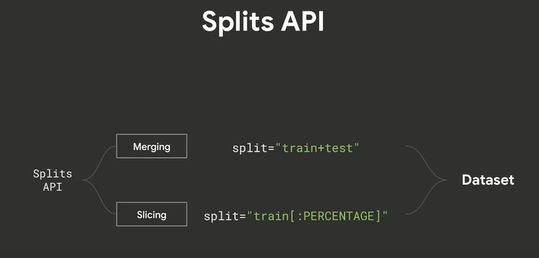 Splits API
Merging
split="train+test"
Splits
API
Dataset
Slicing
split="train[:PERCENTAGE]"